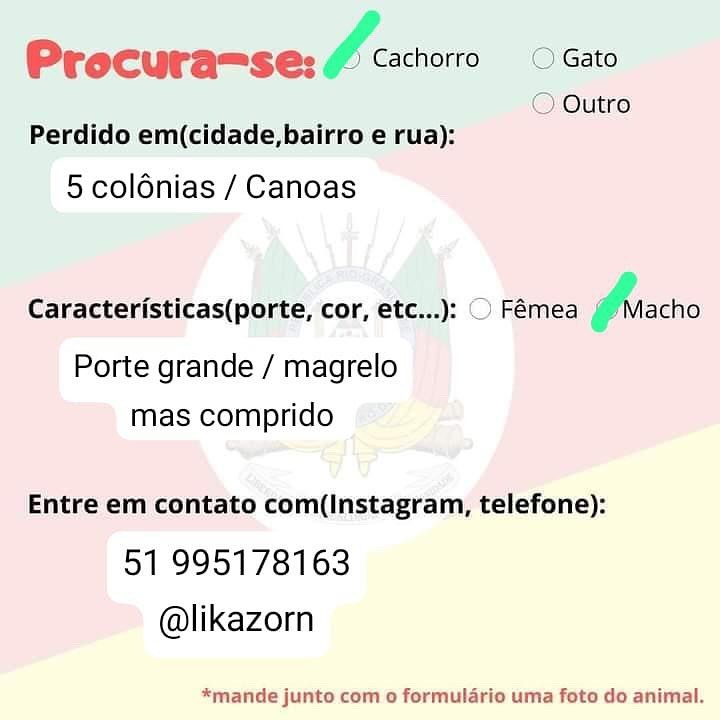 Procura-se: Cachorro Gato
Outro
Perdido em(cidade,bairro e rua):
5 colônias / Canoas
Características(porte, cor, etc...): Fêmea Macho
Porte grande / magrelo
mas comprido
Entre em contato com(Instagram, telefone):
51 995178163
@likazorn
*mande junto com o formulário uma foto do animal.